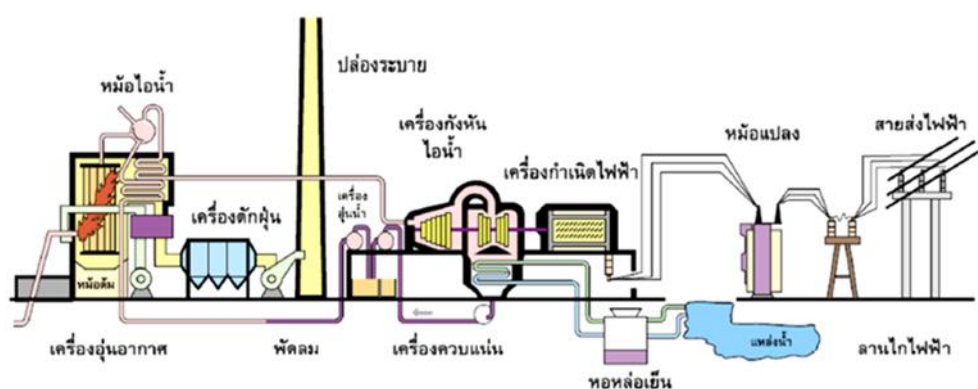 ปล่องระบาย
หม้อไอน้ำ
เครื่องกังหัน
ไอน้ำ
หม้อแปลง
สายส่งไฟฟ้า
เครื่องกำเนิดไฟฟ้า
เครื่อง
อุ่นน้ำ
เครื่องดักฝุ่น
หม้อต้ม
เครื่องอุ่นอากาศ
พัดลม
เครื่องควบแน่น
แหล่งน้ำ
ลานไกไฟฟ้า
หอหล่อเย็น